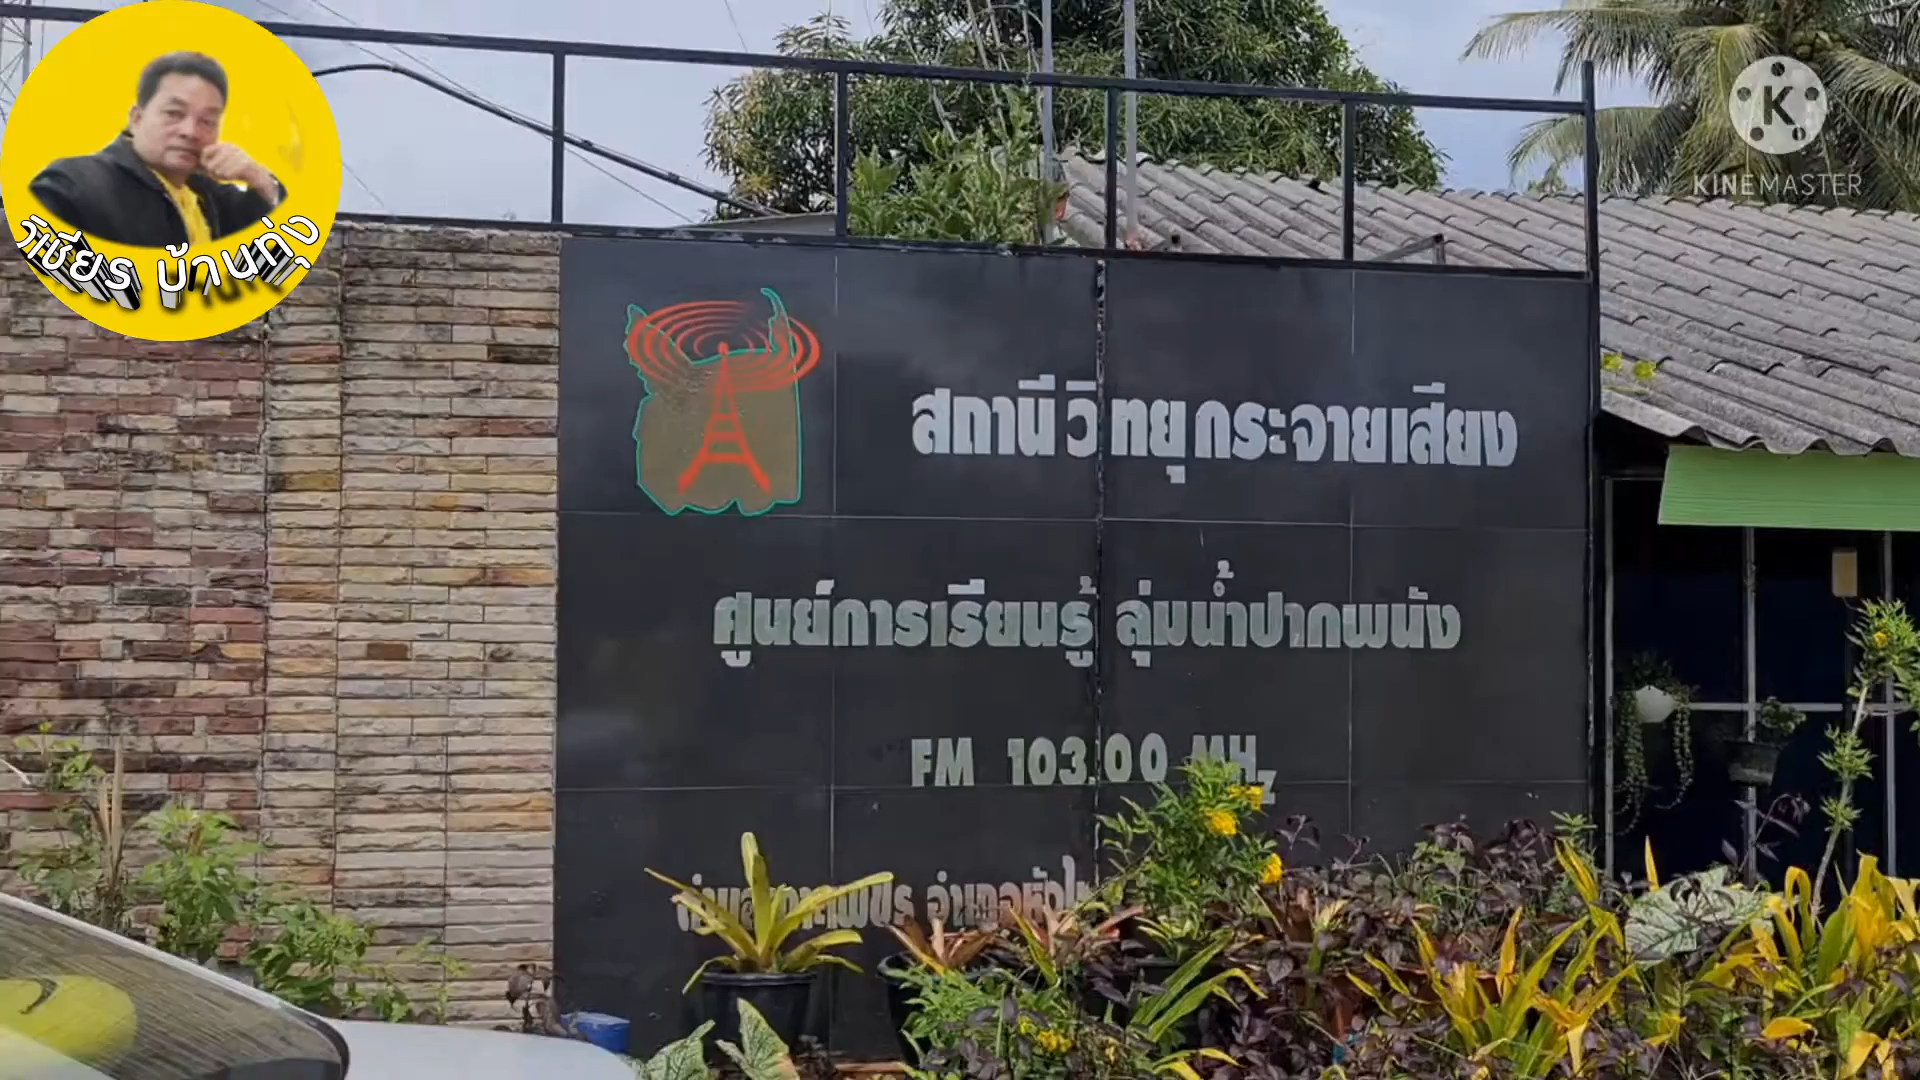 วิเชียร บ้านทุ่ง
KINEMASTER
สถานีวิทยุกระจายเสียง
ศูนย์การเรียนรู้ ลุ่มน้ำปากพนัง
FM 103.00 MHz